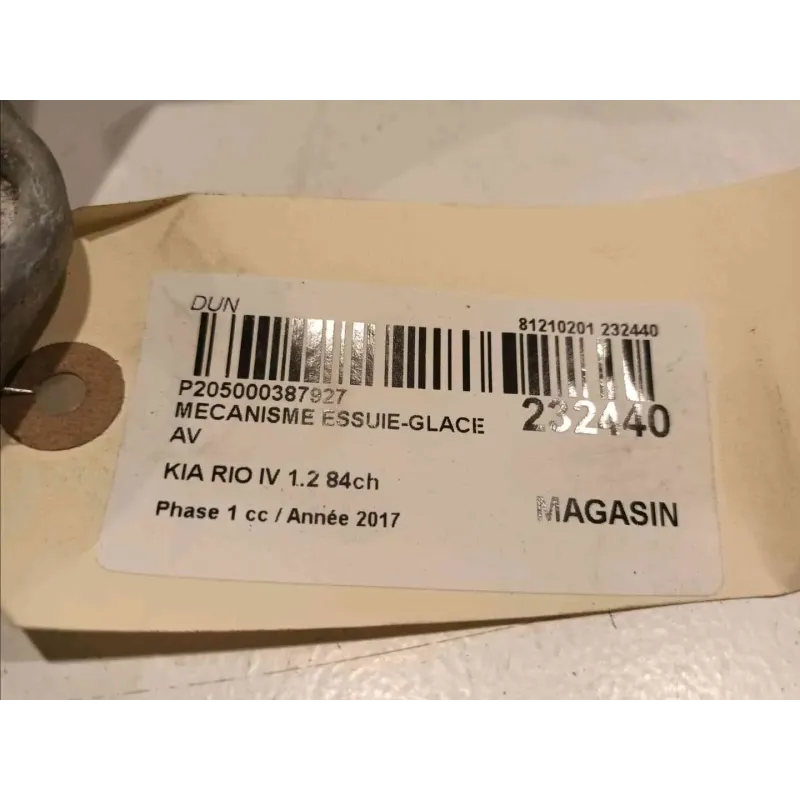 DUN
81210201 232440
P205000387927
232440
MECANISME ESSUIE-GLACE
AV
KIA RIO IV 1.2 84ch
MAGASIN
Phase 1 cc / Année 2017